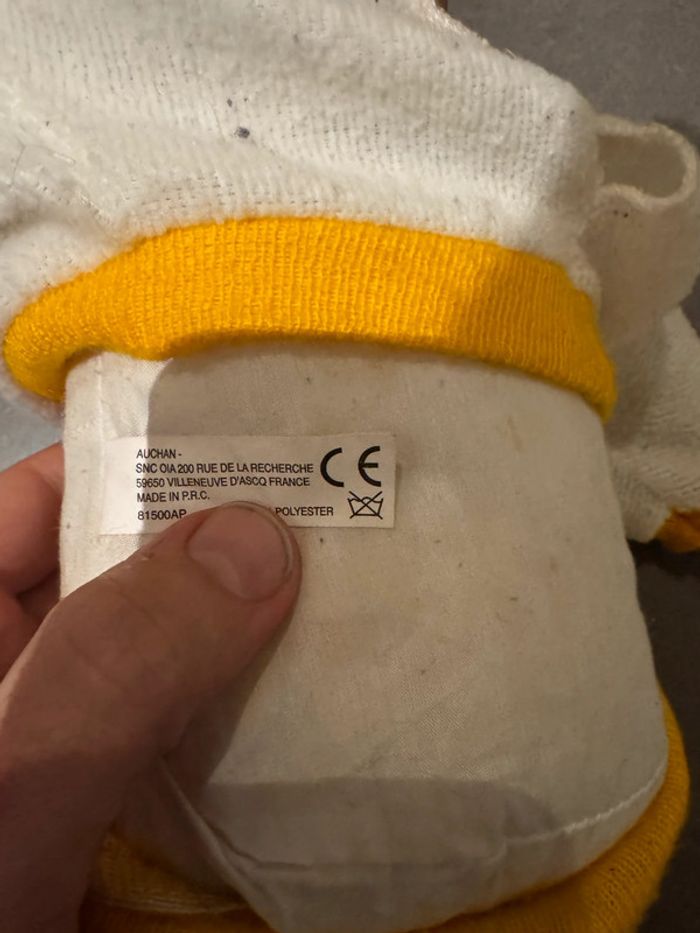 AUCHAN -
SNC OIA 200 RUE DE LA RECHERCHE
59650 VILLENEUVE D'ASCQ FRANCE
MADE IN P.R.C.
81500AP POLYESTER
CE